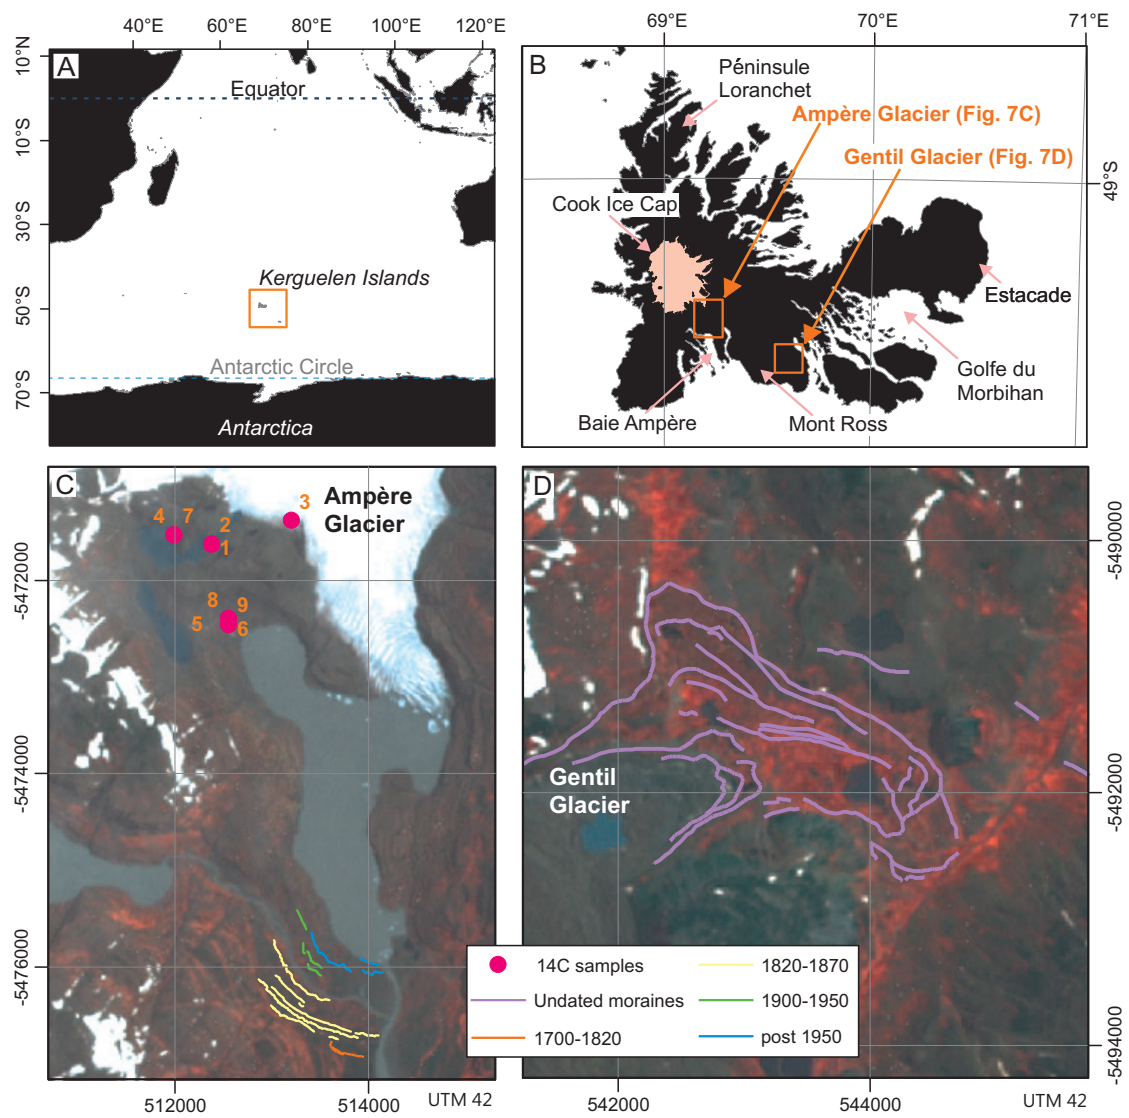 40°E 60°E 80°E 100°E 120°E
10°N
10°S
30°S
50°S
70°S
A
Equator
Kerguelen Islands
Antarctic Circle
Antarctica
69°E 70°E 71°E
49°S
B
Péninsule
Loranchet
Ampère Glacier (Fig. 7C)
Gentil Glacier (Fig. 7D)
Cook Ice Cap
Estacade
Golfe du
Morbihan
Baie Ampère
Mont Ross
C
Ampère
Glacier
3
4 7 2
1
8 9
5 6
-5472000
-5474000
-5476000
512000 514000 UTM 42
D
Gentil
Glacier
-5490000
-5492000
-5494000
542000 544000 UTM 42
14C samples
Undated moraines
1700-1820
1820-1870
1900-1950
post 1950